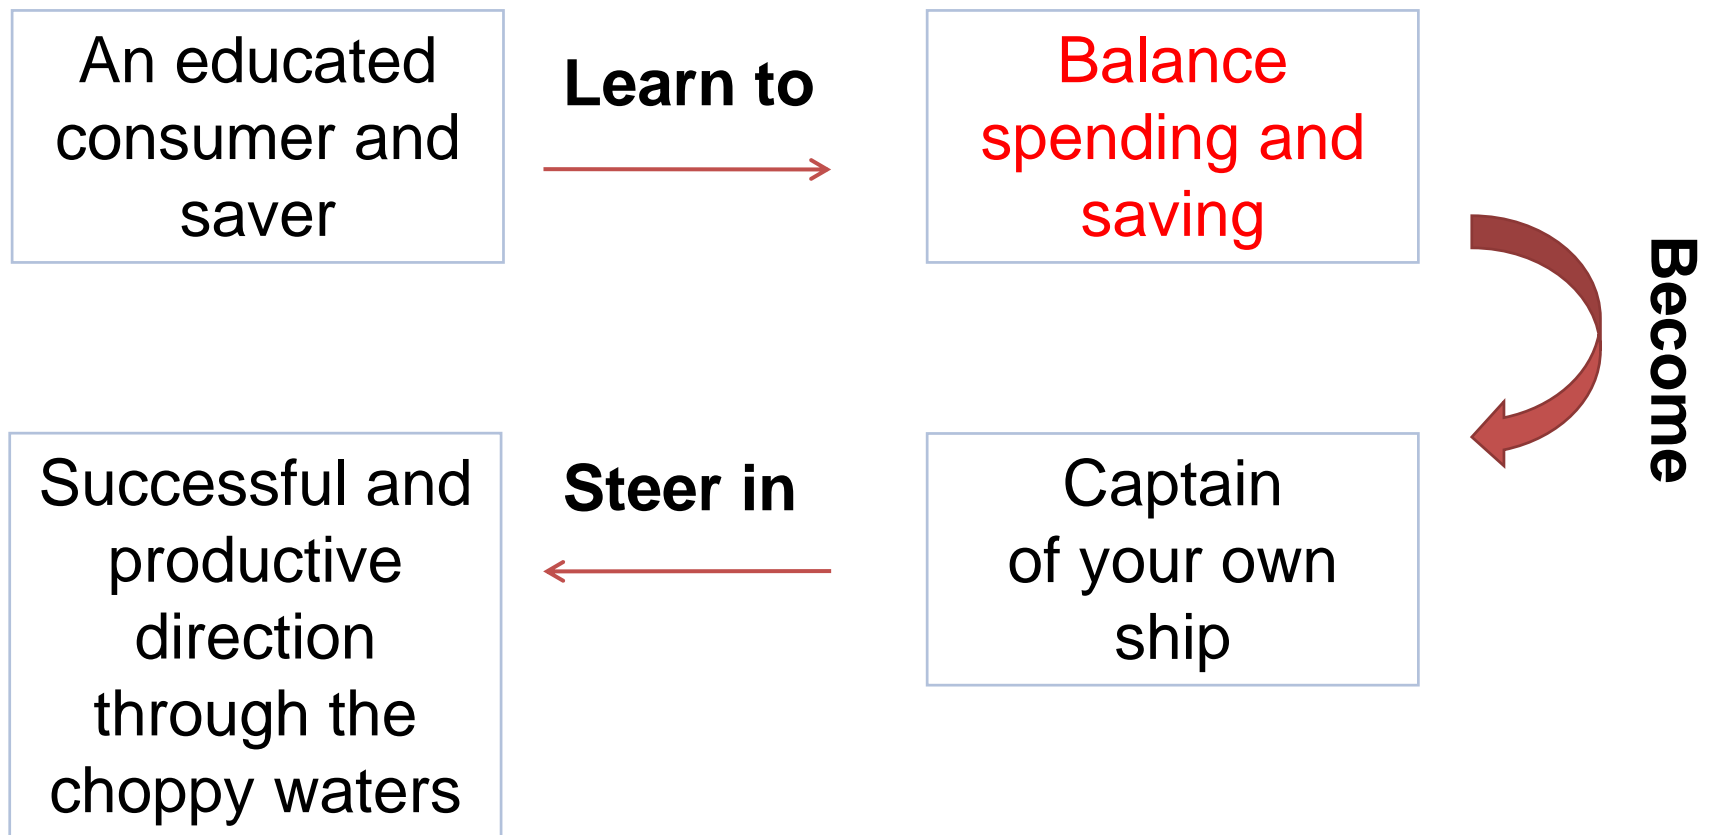 An educated
consumer and
saver
Learn to
Balance
spending and
saving
Become
Captain
of your own
ship
Steer in
Successful and
productive
direction
through the
choppy waters